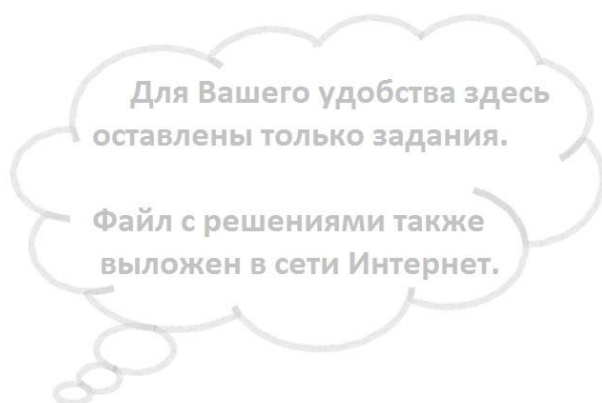 Для Вашего удобства здесь
оставлены только задания.
Файл с решениями также
выложен в сети Интернет.